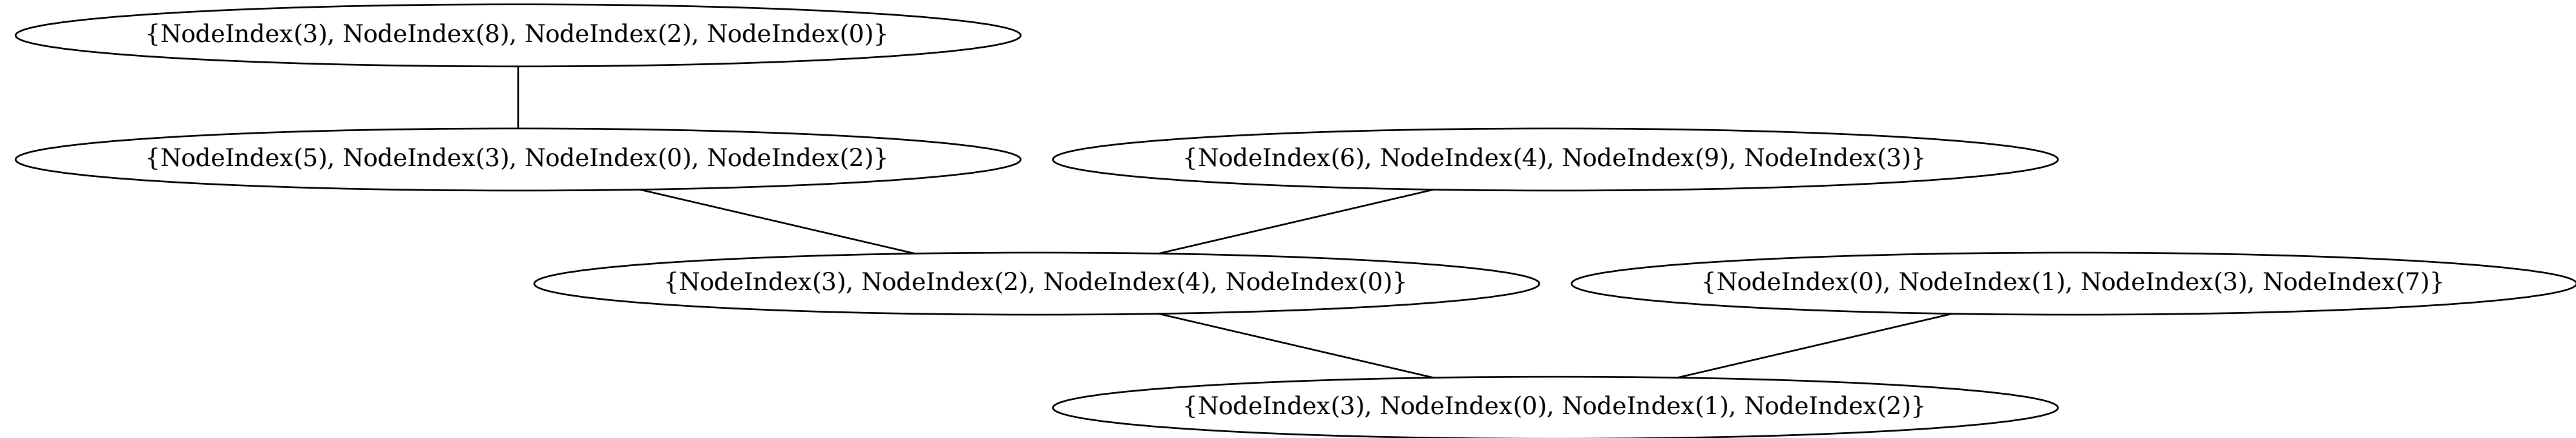 {NodeIndex(3), NodeIndex(8), NodeIndex(2), NodeIndex(0)}
{NodeIndex(5), NodeIndex(3), NodeIndex(0), NodeIndex(2)}
{NodeIndex(6), NodeIndex(4), NodeIndex(9), NodeIndex(3)}
{NodeIndex(3), NodeIndex(2), NodeIndex(4), NodeIndex(0)}
{NodeIndex(0), NodeIndex(1), NodeIndex(3), NodeIndex(7)}
{NodeIndex(3), NodeIndex(0), NodeIndex(1), NodeIndex(2)}